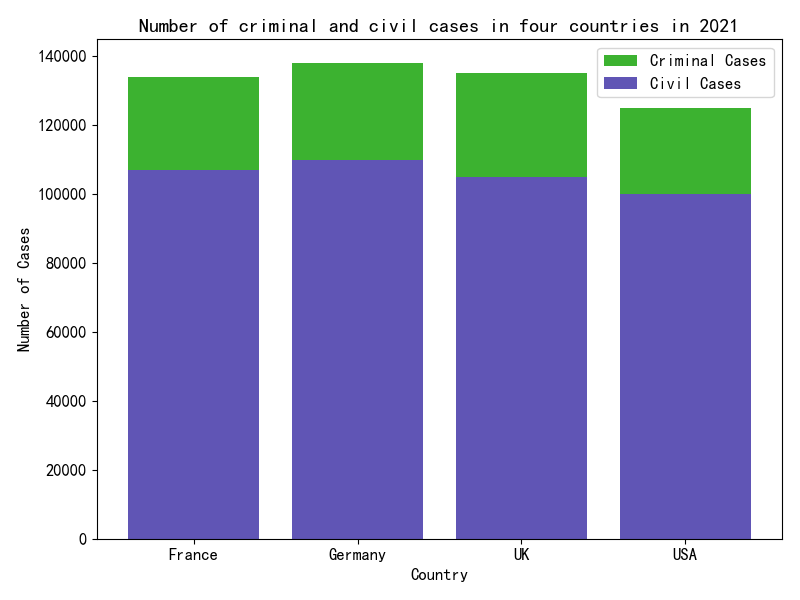 Number of criminal and civil cases in four countries in 2021
Criminal Cases
Civil Cases
140000
120000
100000
80000
60000
40000
20000
0
Number of Cases
France
Germany
UK
USA
Country